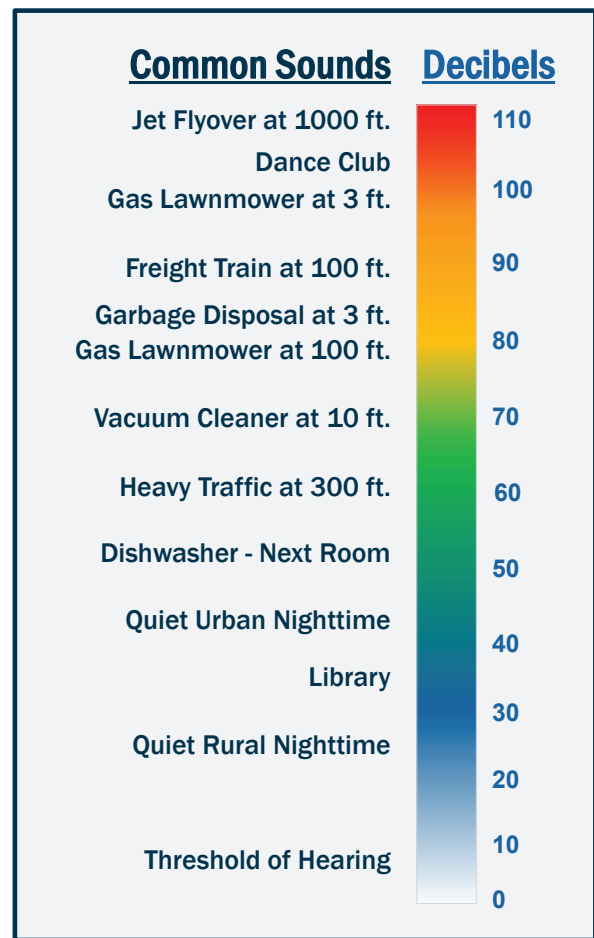 Common Sounds Decibels
Jet Flyover at 1000 ft. 110
Dance Club
100
Gas Lawnmower at 3 ft.
90
Freight Train at 100 ft.
Garbage Disposal at 3 ft.
80
Gas Lawnmower at 100 ft.
70
Vacuum Cleaner at 10 ft.
Heavy Traffic at 300 ft. 60
Dishwasher - Next Room
50
Quiet Urban Nighttime
40
Library
30
Quiet Rural Nighttime
20
10
Threshold of Hearing
0